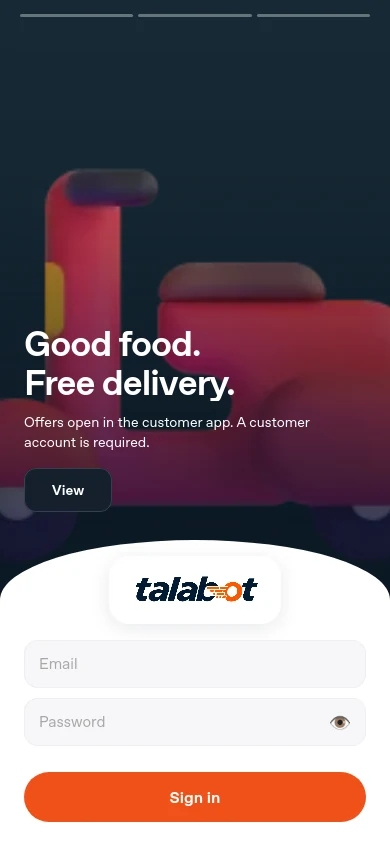 Good food.
Free delivery.
Offers open in the customer app. A customer
account is required.
View
talabot
Email
Password
Sign in